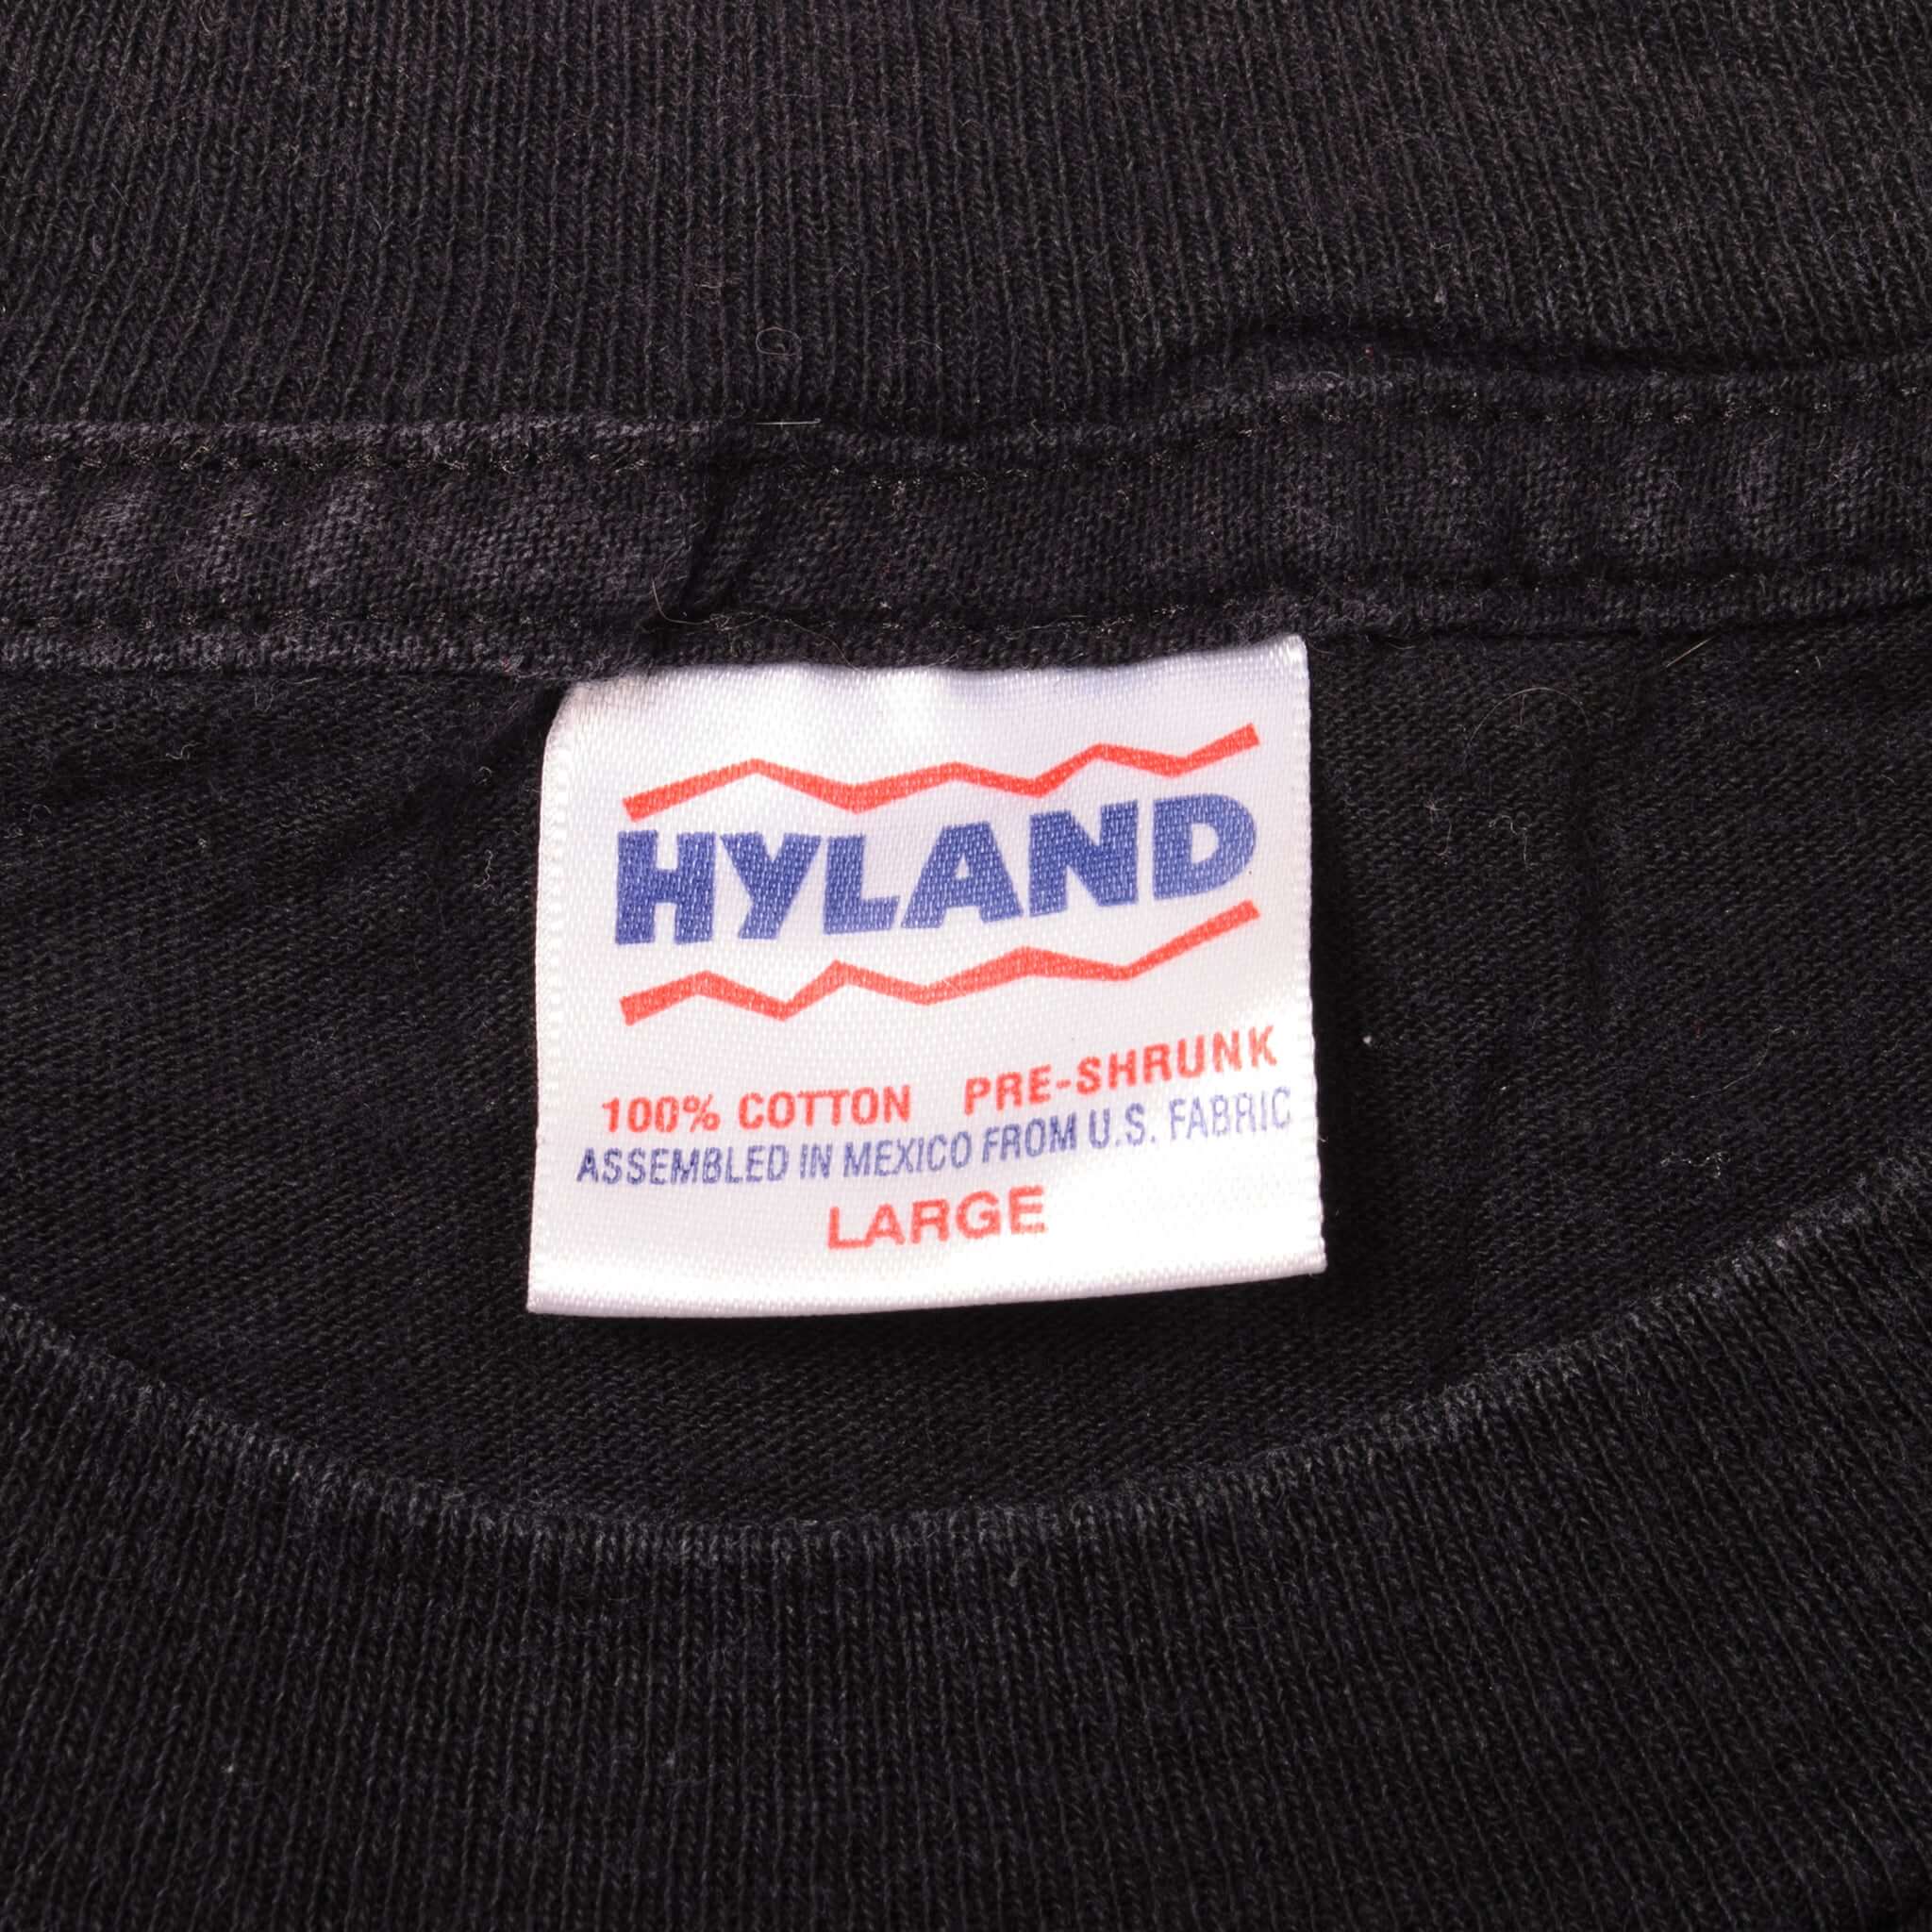 HYLAND
100% COTTON PRE-SHRUNK
ASSEMBLED IN MEXICO FROM U.S. FABRIC
LARGE